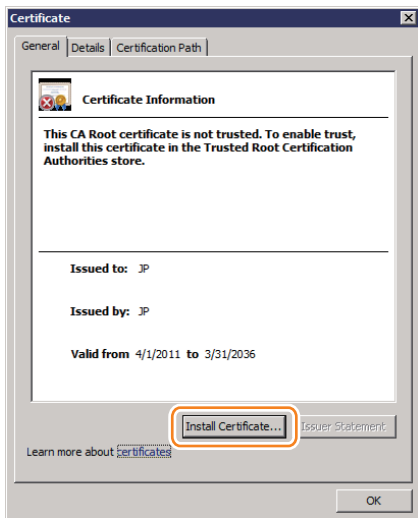 Certificate
General Details Certification Path
Certificate Information
This CA Root certificate is not trusted. To enable trust,
install this certificate in the Trusted Root Certification
Authorities store.
Issued to: JP
Issued by: JP
Valid from 4/1/2011 to 3/31/2036
Install Certificate... Issuer Statement
Learn more about certificates
OK